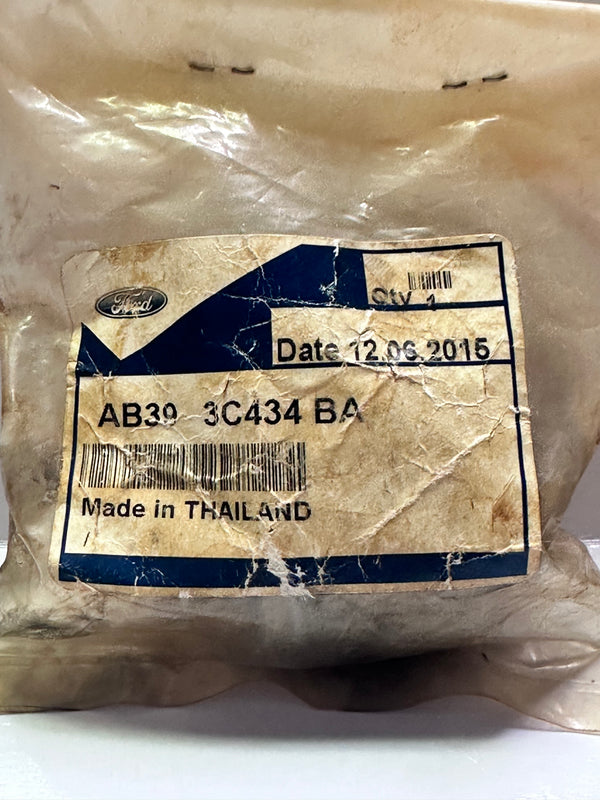 Ford
Qty 1
Date 12.06.2015
AB39 3C434 BA
Made in THAILAND
/